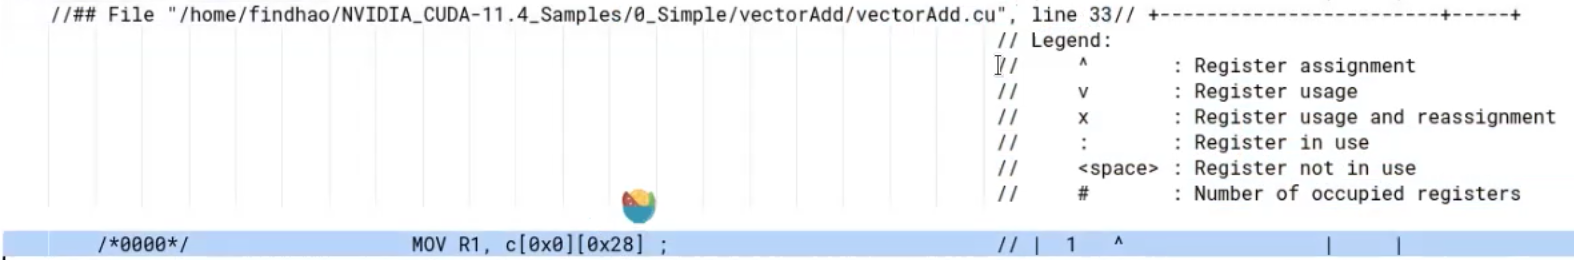 //## File "/home/findhao/NVIDIA_CUDA-11.4_Samples/0_Simple/vectorAdd/vectorAdd.cu", line 33// +------------------------+-----+
// Legend:
//     ^       : Register assignment
//     v       : Register usage
//     x       : Register usage and reassignment
//     :       : Register in use
//     <space> : Register not in use
//     #       : Number of occupied registers
/*0000*/                   MOV R1, c[0x0][0x28] ;                            // |  1   ^                 |     |